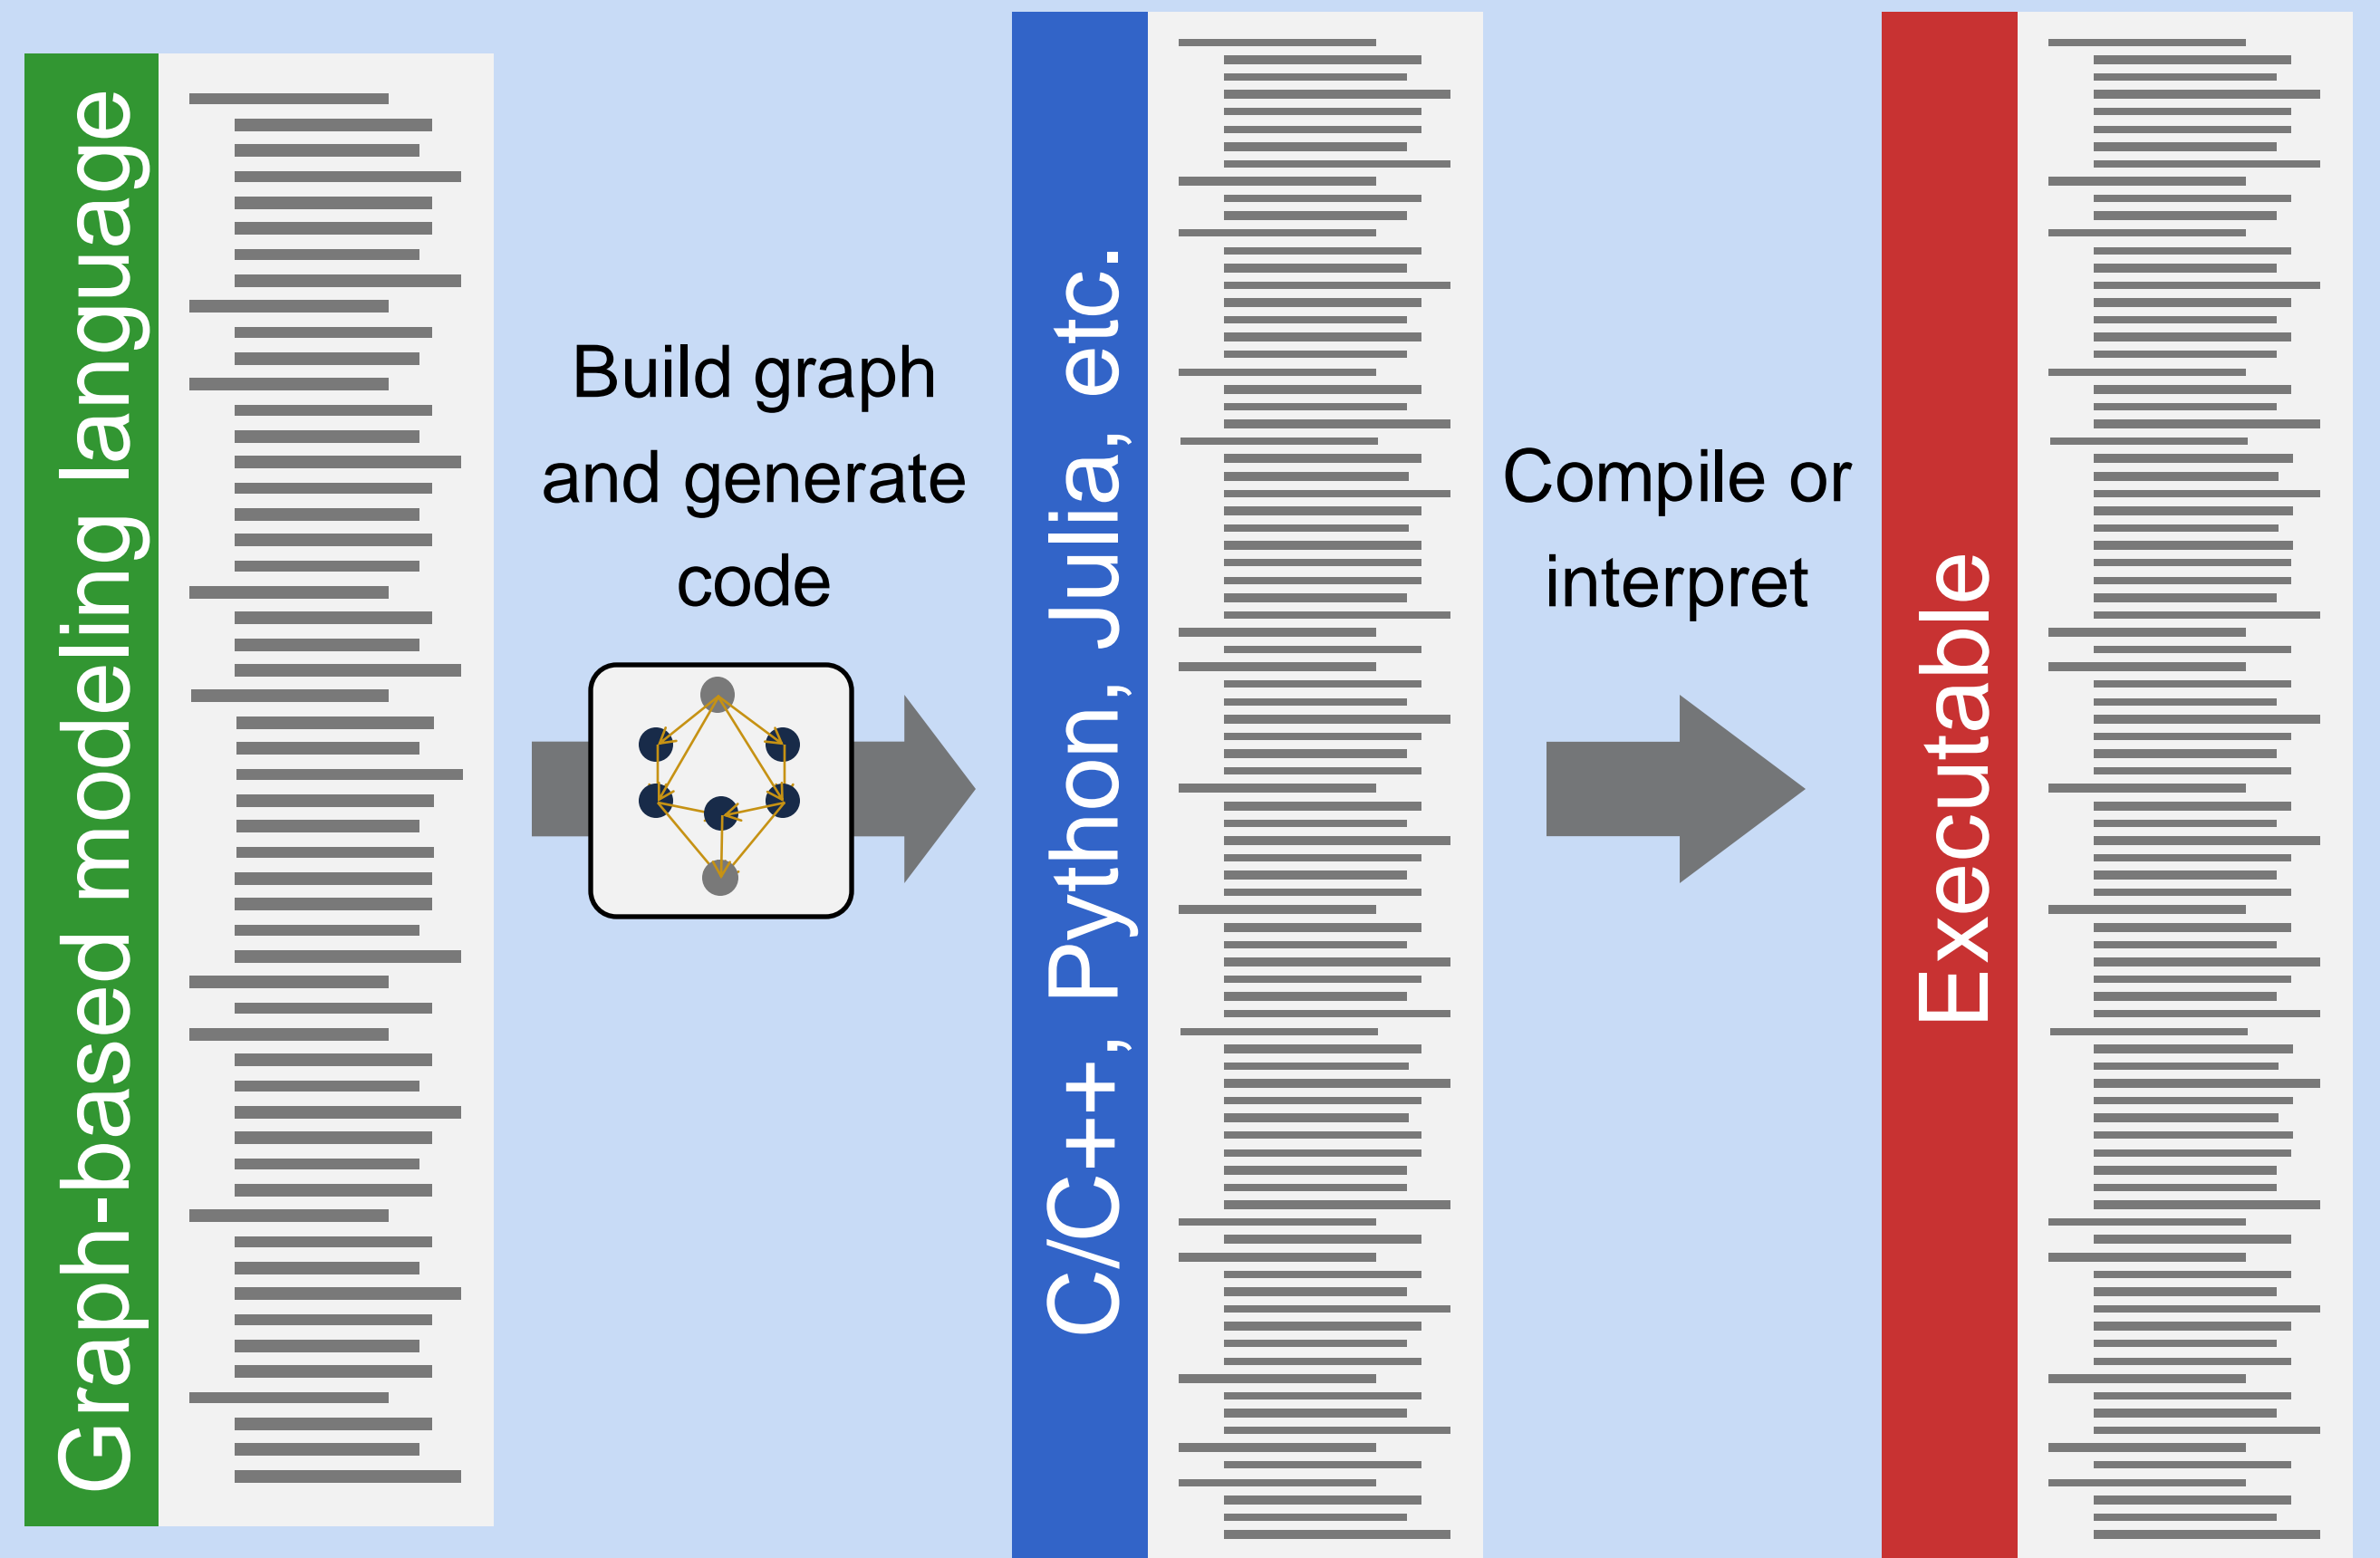 Graph-based modeling language
Build graph
and generate
code
C/C++, Python, Julia, etc.
Compile or
interpret
Executable